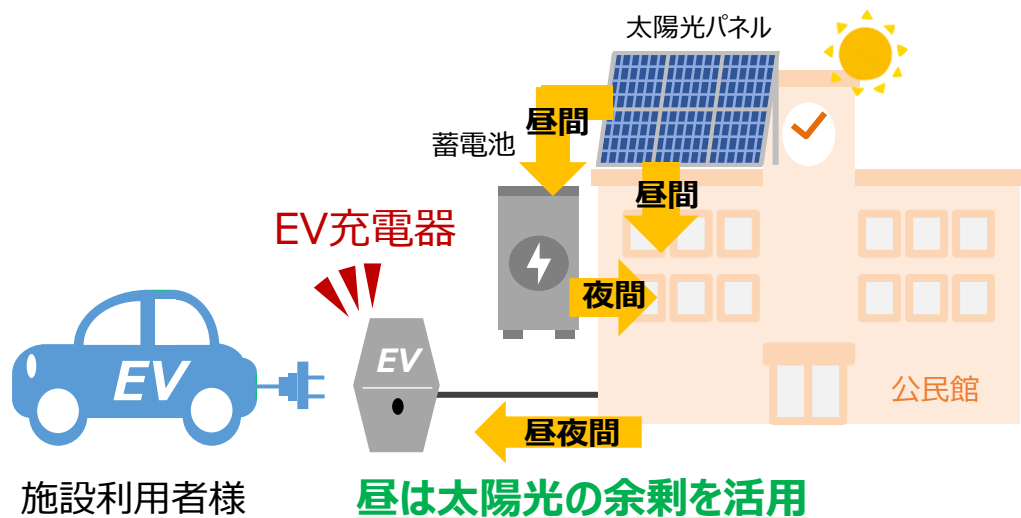 太陽光パネル
昼間
蓄電池
昼間
EV充電器
夜間
EV
EV
公民館
昼夜間
施設利用者様
昼は太陽光の余剰を活用